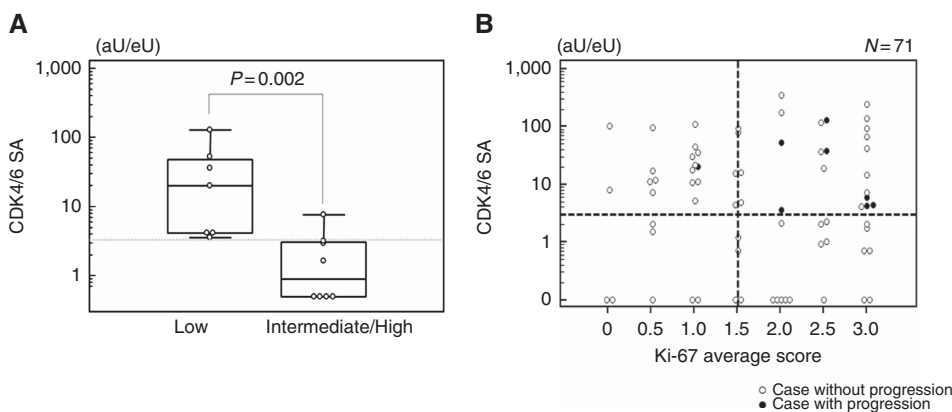 A
(aU/eU)
1,000
100
10
1
CDK4/6 SA
P=0.002
Low Intermediate/High
B
(aU/eU) N=71
1,000
100
10
1
0
CDK4/6 SA
0 0.5 1.0 1.5 2.0 2.5 3.0
Ki-67 average score
Case without progression
Case with progression